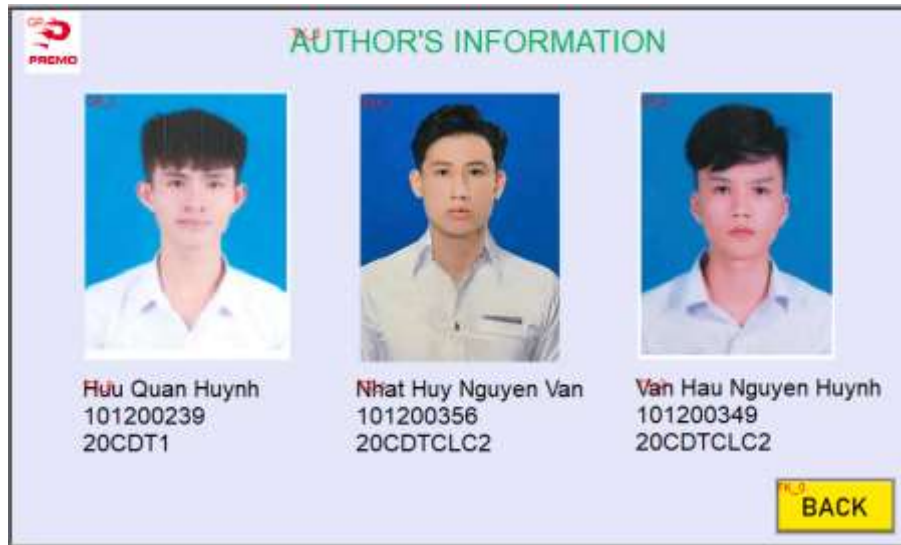 PREMO
AUTHOR'S INFORMATION
Huu Quan Huynh
101200239
20CDT1
Nhat Huy Nguyen Van
101200356
20CDTCLC2
Van Hau Nguyen Huynh
101200349
20CDTCLC2
BACK